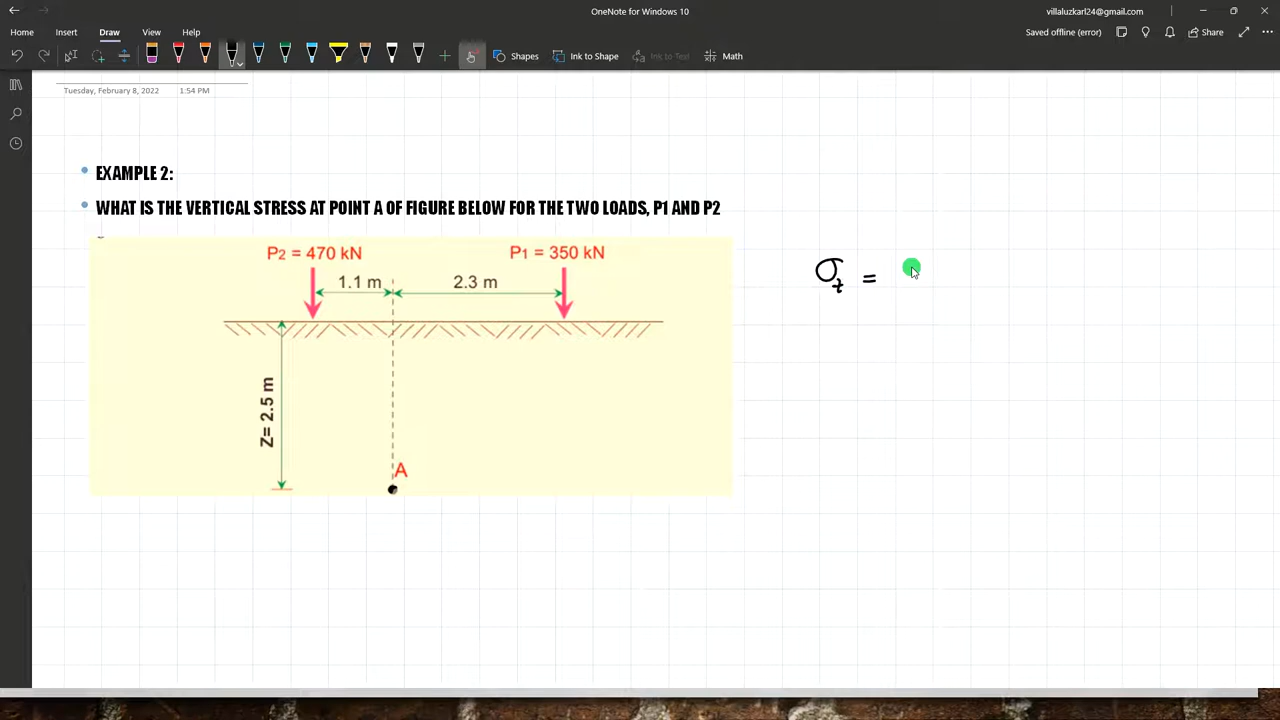 OneNote for Windows 10
villaluzkarl24@gmail.com
Home Insert Draw View Help
Saved offline (error)
Share
Shapes Ink to Shape Ink to Text Math
Tuesday, February 8, 2022 1:54 PM
• EXAMPLE 2:
• WHAT IS THE VERTICAL STRESS AT POINT A OF FIGURE BELOW FOR THE TWO LOADS, P1 AND P2
P2 = 470 kN
P1 = 350 kN
1.1 m
2.3 m
Z= 2.5 m
A
σz =